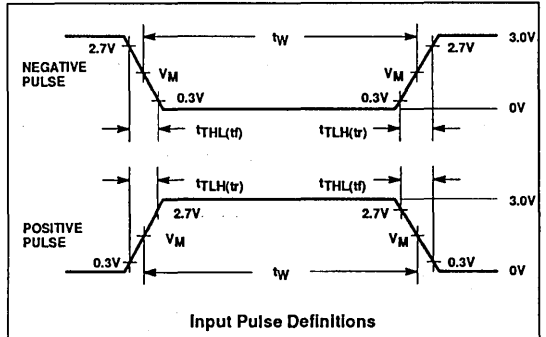 2.7V tW 2.7V 3.0V
NEGATIVE
PULSE
VM VM
0.3V 0.3V 0V
tTHL(tf) tTLH(tr)
tTLH(tr) tTHL(tf)
2.7V 2.7V 3.0V
POSITIVE
PULSE
VM VM
0.3V tW 0.3V 0V
Input Pulse Definitions